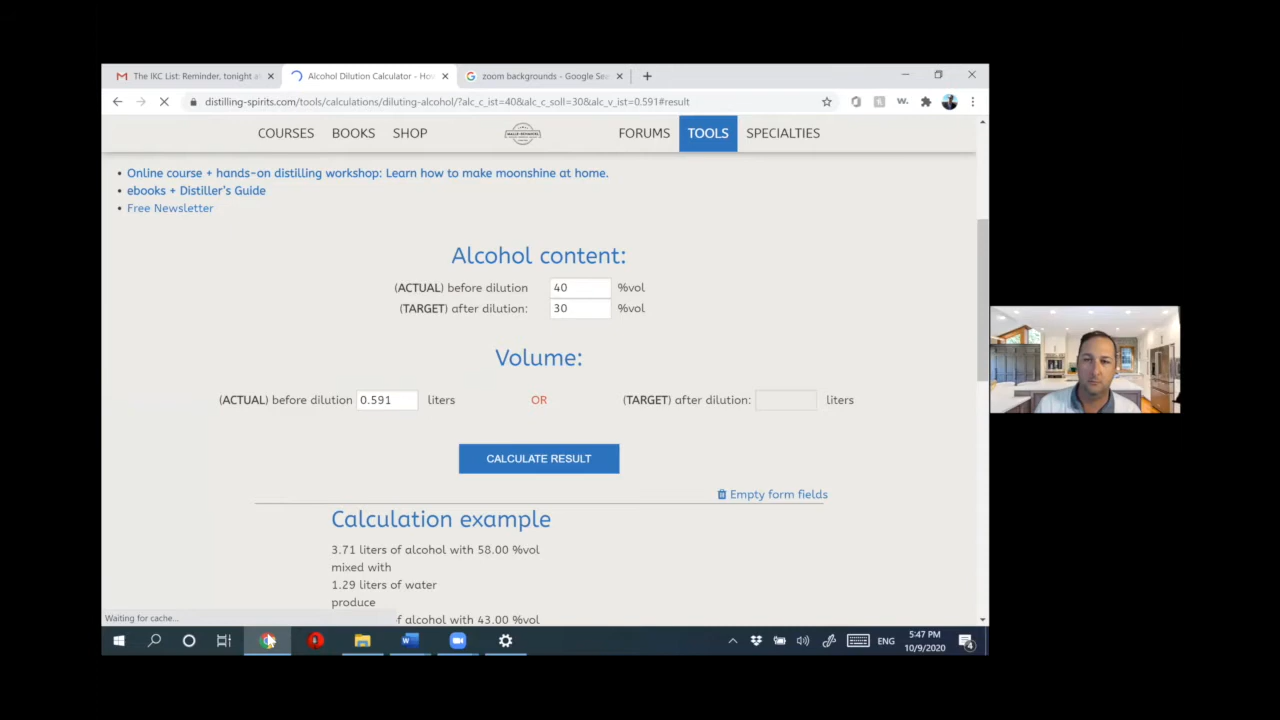 The IKC List: Reminder, tonight a
Alcohol Dilution Calculator - How
zoom backgrounds - Google Sea
distilling-spirits.com/tools/calculations/diluting-alcohol/?alc_c_ist=40&alc_c_soll=30&alc_v_ist=0.591#result
COURSES BOOKS SHOP FORUMS TOOLS SPECIALTIES
• Online course + hands-on distilling workshop: Learn how to make moonshine at home.
• ebooks + Distiller's Guide
• Free Newsletter
Alcohol content:
(ACTUAL) before dilution 40 %vol
(TARGET) after dilution: 30 %vol
Volume:
(ACTUAL) before dilution 0.591 liters OR (TARGET) after dilution: liters
CALCULATE RESULT
Empty form fields
Calculation example
3.71 liters of alcohol with 58.00 %vol
mixed with
1.29 liters of water
produce
f alcohol with 43.00 %vol
Waiting for cache...
ENG
5:47 PM
10/9/2020
4